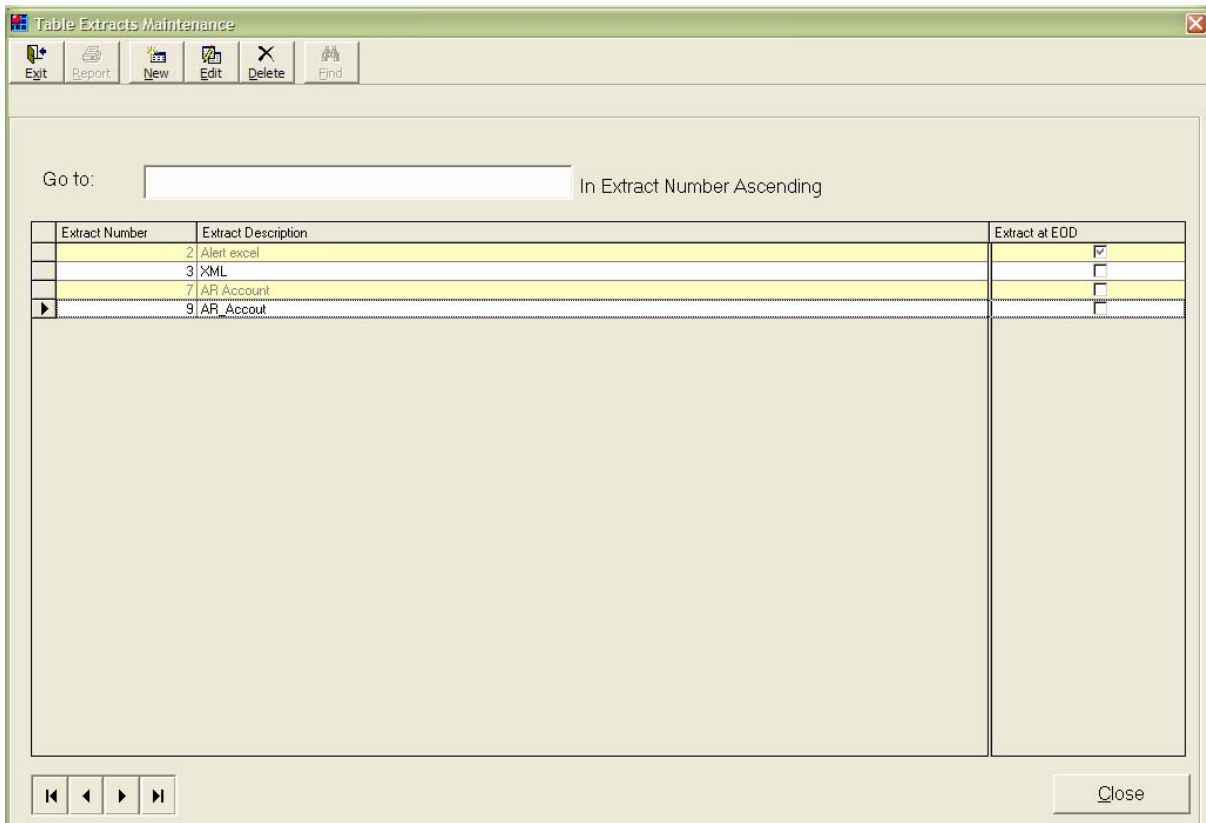 Table Extracts Maintenance
Exit Report New Edit Delete Find
Go to: In Extract Number Ascending
Extract Number Extract Description Extract at EOD
2 Alert excel
3 XML
7 AR Account
9 AR_Accout
Close